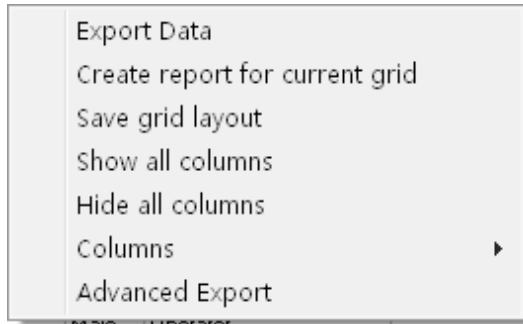 Export Data
Create report for current grid
Save grid layout
Show all columns
Hide all columns
Columns
Advanced Export